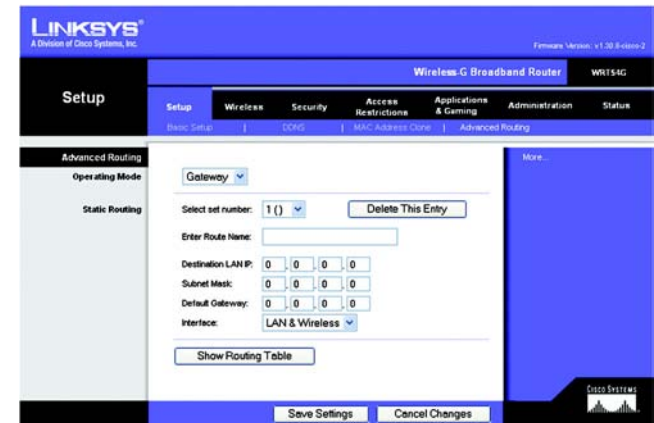 LINKSYS®
A Division of Cisco Systems, Inc.
Firmware Version: v1.30.8-cisco-2
Wireless-G Broadband Router WRT54G
Setup
Setup Wireless Security Access Restrictions Applications & Gaming Administration Status
Basic Setup | DDNS | MAC Address Clone | Advanced Routing
Advanced Routing
More...
Operating Mode Gateway
Static Routing Select set number: 1 () Delete This Entry
Enter Route Name:
Destination LAN IP: 0 . 0 . 0 . 0
Subnet Mask: 0 . 0 . 0 . 0
Default Gateway: 0 . 0 . 0 . 0
Interface: LAN & Wireless
Show Routing Table
CISCO SYSTEMS
Save Settings Cancel Changes